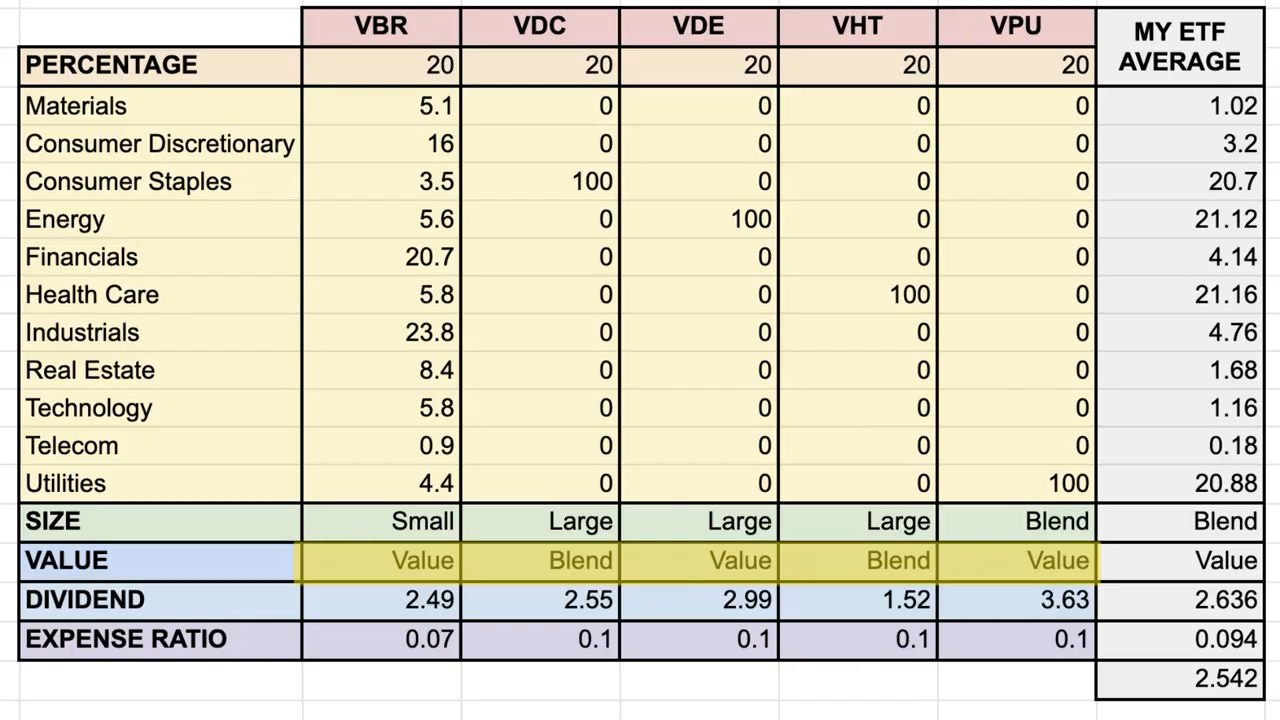 VBR VDC VDE VHT VPU MY ETF AVERAGE
PERCENTAGE 20 20 20 20 20
Materials 5.1 0 0 0 0 1.02
Consumer Discretionary 16 0 0 0 0 3.2
Consumer Staples 3.5 100 0 0 0 20.7
Energy 5.6 0 100 0 0 21.12
Financials 20.7 0 0 0 0 4.14
Health Care 5.8 0 0 100 0 21.16
Industrials 23.8 0 0 0 0 4.76
Real Estate 8.4 0 0 0 0 1.68
Technology 5.8 0 0 0 0 1.16
Telecom 0.9 0 0 0 0 0.18
Utilities 4.4 0 0 0 100 20.88
SIZE Small Large Large Large Blend Blend
VALUE Value Blend Value Blend Value Value
DIVIDEND 2.49 2.55 2.99 1.52 3.63 2.636
EXPENSE RATIO 0.07 0.1 0.1 0.1 0.1 0.094
2.542